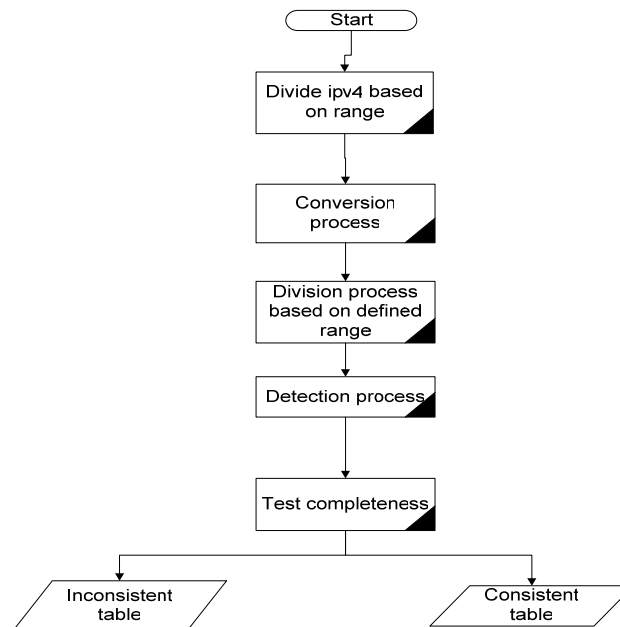 Start
Divide ipv4 based
on range
Conversion
process
Division process
based on defined
range
Detection process
Test completeness
Inconsistent
table
Consistent
table